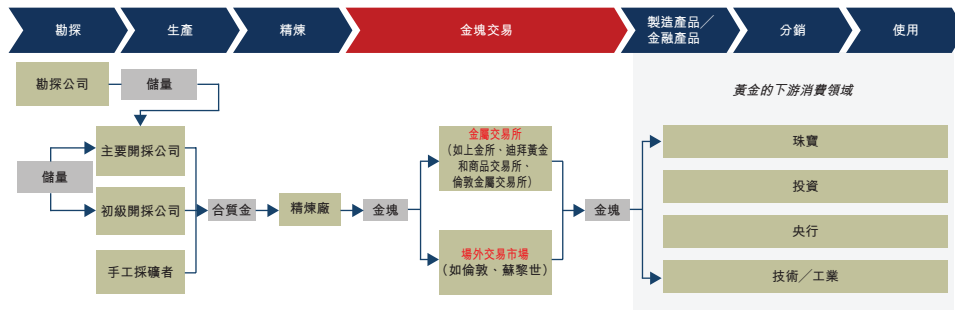 勘探
生產
精煉
金塊交易
製造產品／
金融產品
分銷
使用
勘探公司
儲量
黃金的下游消費領域
主要開採公司
儲量
初級開採公司
手工採礦者
合質金
精煉廠
金塊
金屬交易所
（如上金所、迪拜黃金
和商品交易所、
倫敦金屬交易所）
場外交易市場
（如倫敦、蘇黎世）
金塊
珠寶
投資
央行
技術／工業